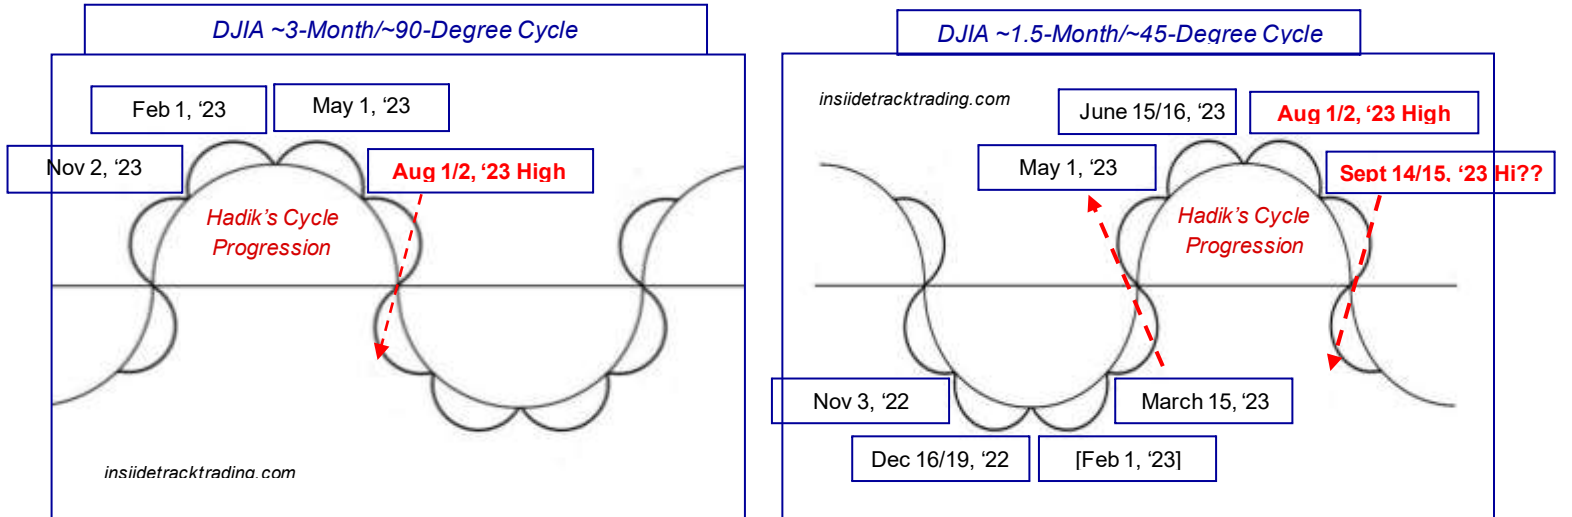 DJIA ~3-Month/~90-Degree Cycle
Feb 1, ‘23
May 1, ‘23
Nov 2, ‘23
Aug 1/2, ‘23 High
Hadik’s Cycle
Progression
insiidetracktrading.com
DJIA ~1.5-Month/~45-Degree Cycle
insiidetracktrading.com
June 15/16, ‘23
Aug 1/2, ‘23 High
May 1, ‘23
Sept 14/15, ‘23 Hi??
Hadik’s Cycle
Progression
Nov 3, ‘22
March 15, ‘23
Dec 16/19, ‘22
[Feb 1, ‘23]